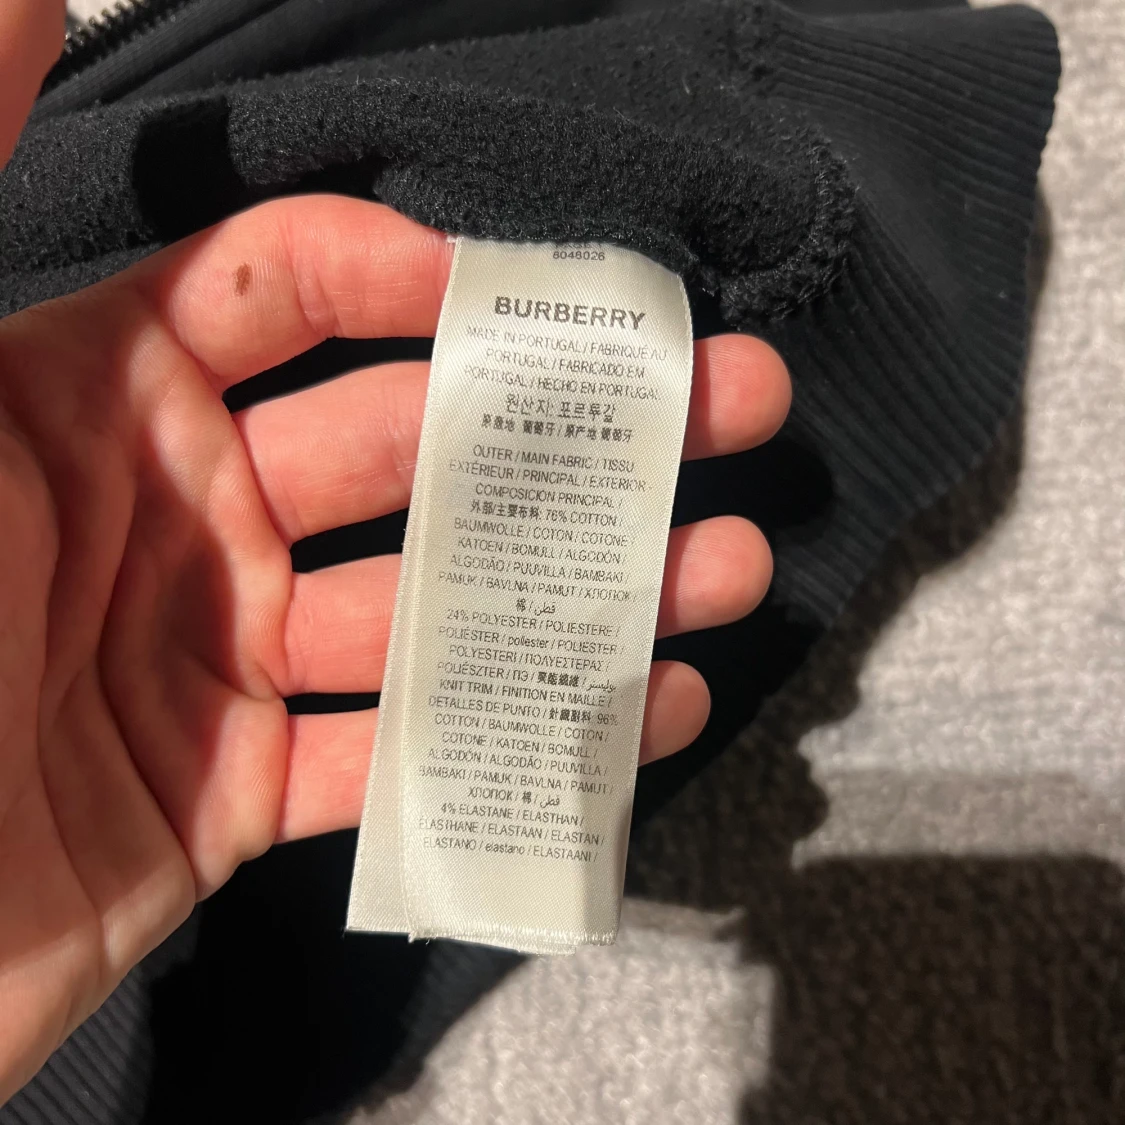 8048026
BURBERRY
MADE IN PORTUGAL / FABRIQUÉ AU
PORTUGAL / FABRICADO EM
PORTUGAL / HECHO EN PORTUGAL
원산지: 포르투갈
原產地 葡萄牙 / 原产地 葡萄牙
OUTER / MAIN FABRIC / TISSU
EXTÉRIEUR / PRINCIPAL / EXTERIOR -
COMPOSICIÓN PRINCIPAL /
外部/主要布料: 76% COTTON /
BAUMWOLLE / COTON / COTONE /
KATOEN / BOMULL / ALGODÓN /
ALGODÃO / PUUVILLA / BAMBAKI /
PAMUK / BAVLNA / PAMUT / ХЛОПОК /
棉 / قطن /
24% POLYESTER / POLIESTERE /
POLIÉSTER / poliester / POLIESTER /
POLYESTERI / ΠΟΛΥΕΣΤΕΡΑΣ /
POLIÉSZTER / ПЭ / 聚酯纖維 / بوليستر /
KNIT TRIM / FINITION EN MAILLE /
DETALLES DE PUNTO / 針織副料: 96%
COTTON / BAUMWOLLE / COTON /
COTONE / KATOEN / BOMULL /
ALGODÓN / ALGODÃO / PUUVILLA /
BAMBAKI / PAMUK / BAVLNA / PAMUT /
ХЛОПОК / 棉 / قطن /
4% ELASTANE / ELASTHAN /
ÉLASTHANE / ELASTAAN / ELASTAN /
ELASTANO / elastano / ELASTAANI /